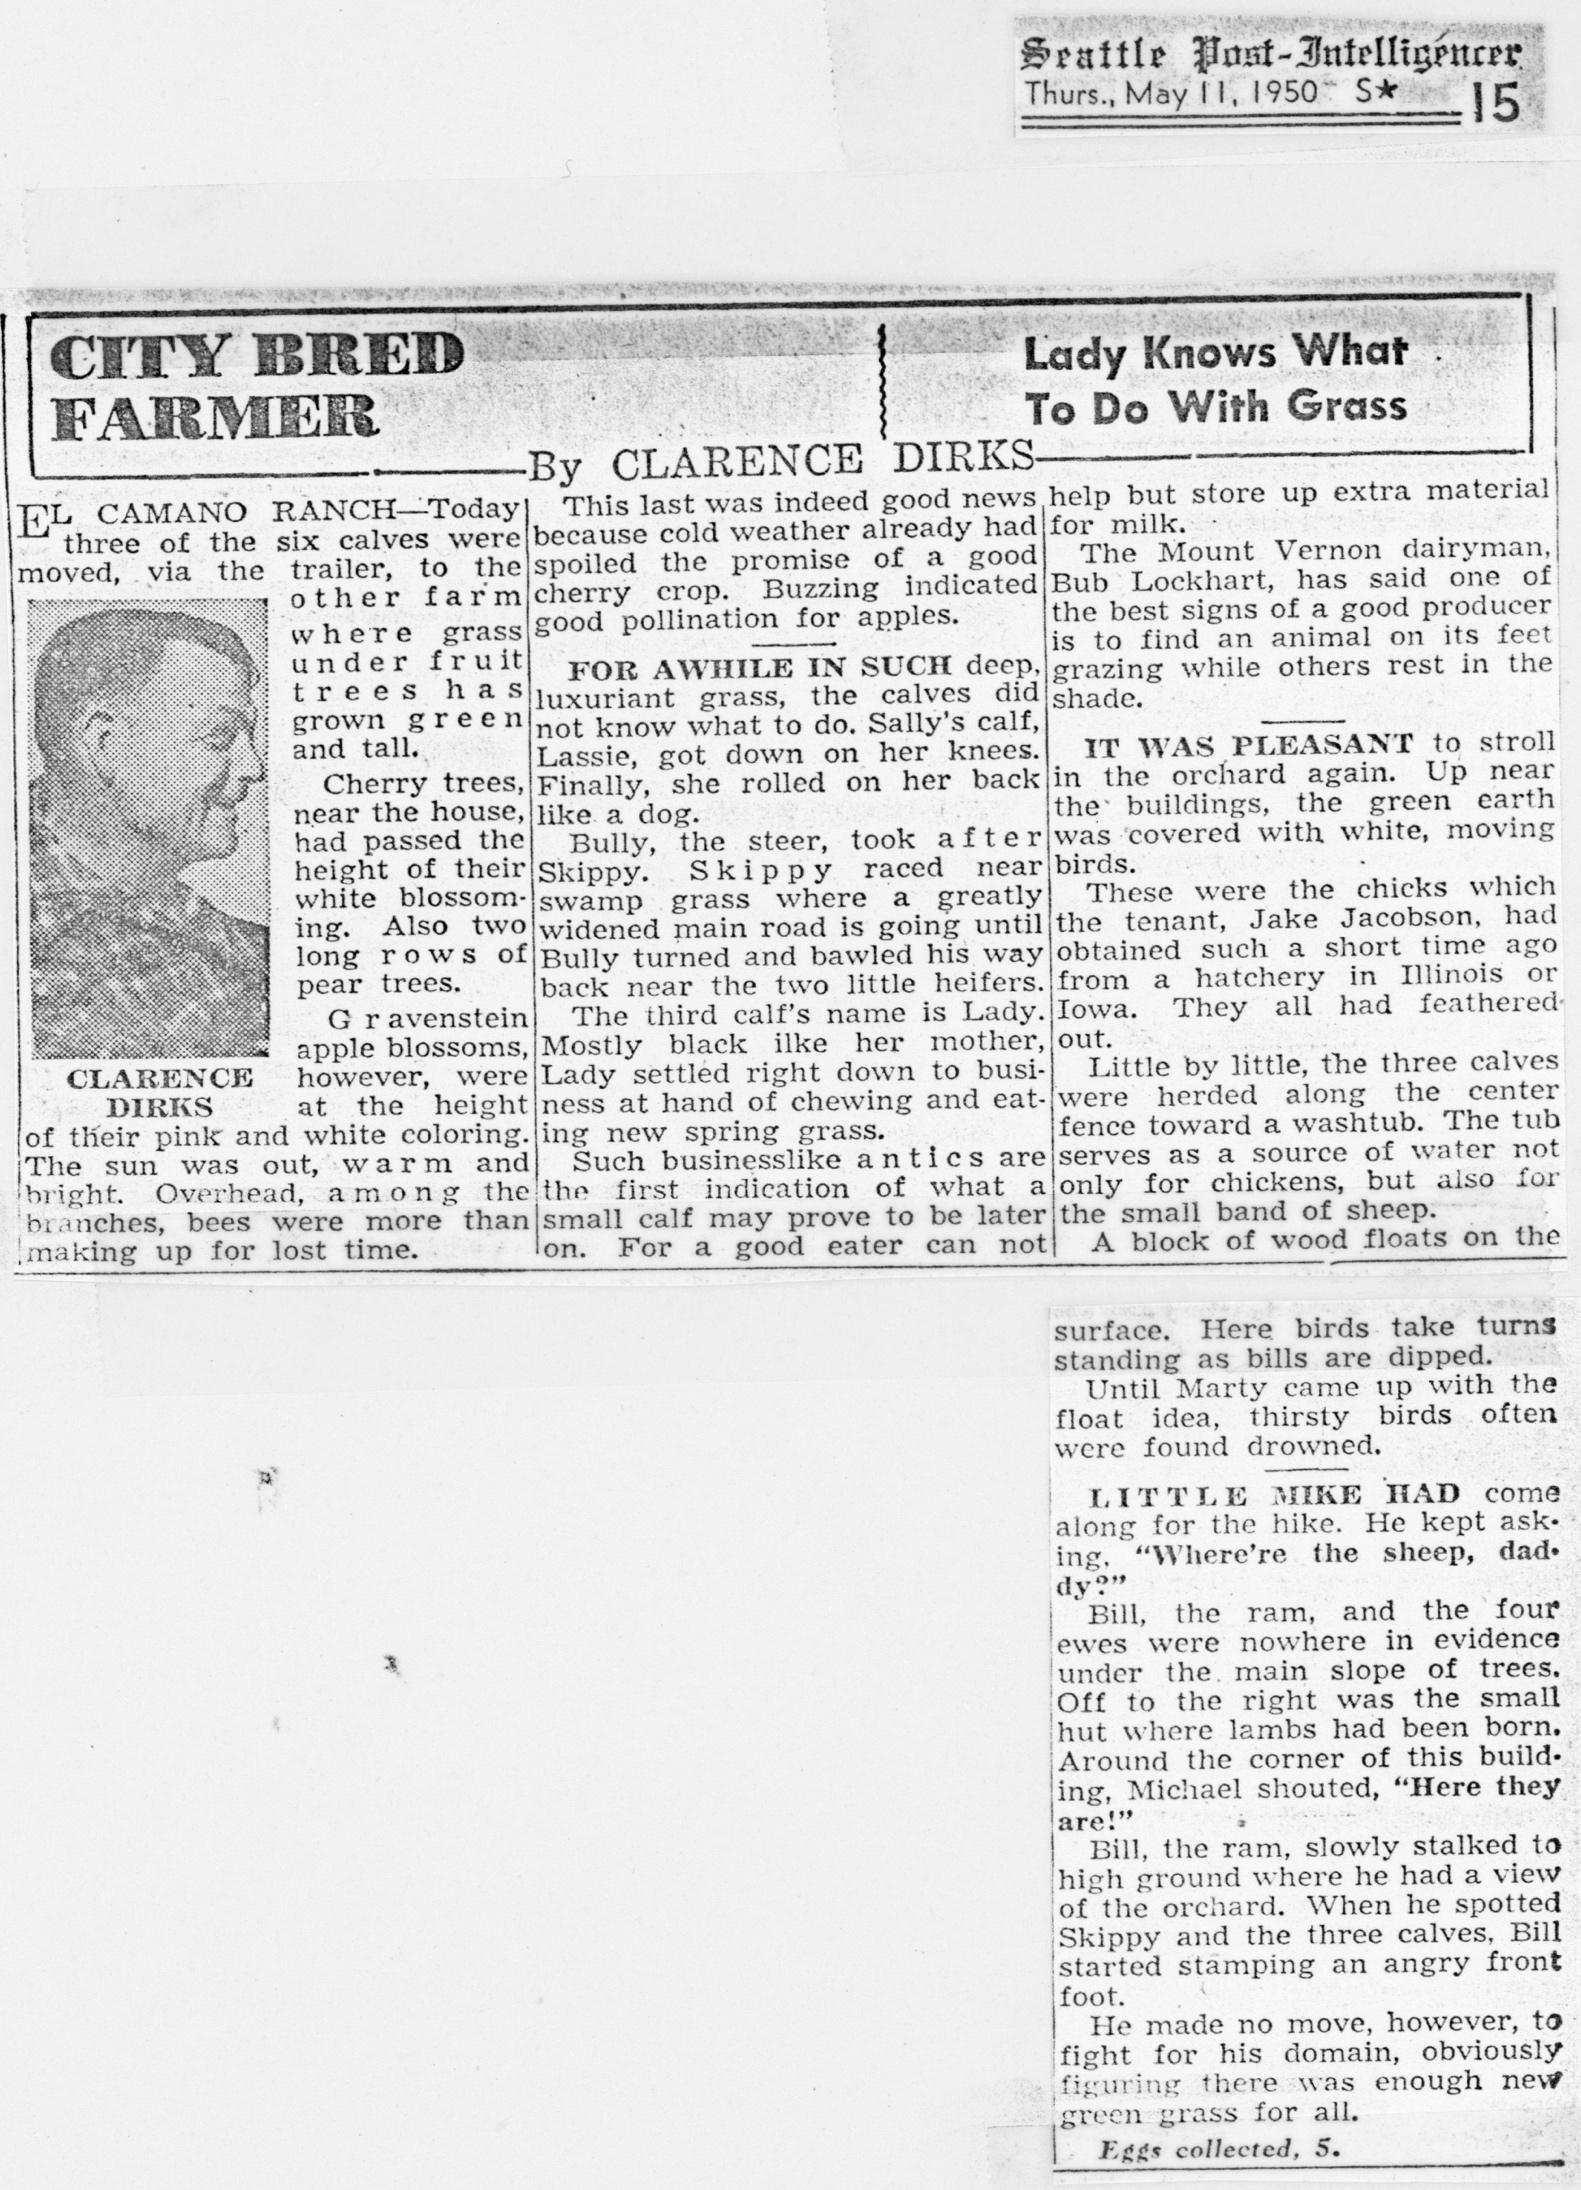 Seattle Post-Intelligencer
Thurs., May 11, 1950 S★ 15
CITY BRED
FARMER
Lady Knows What
To Do With Grass
By CLARENCE DIRKS
EL CAMANO RANCH—Today
three of the six calves were
moved, via the trailer, to the
other farm
where grass
under fruit
trees has
grown green
and tall.
Cherry trees,
near the house,
had passed the
height of their
white blossom-
ing. Also two
long rows of
pear trees.
Gravenstein
apple blossoms,
however, were
at the height
CLARENCE
DIRKS
of their pink and white coloring.
The sun was out, warm and
bright. Overhead, among the
branches, bees were more than
making up for lost time.
This last was indeed good news
because cold weather already had
spoiled the promise of a good
cherry crop. Buzzing indicated
good pollination for apples.
FOR AWHILE IN SUCH deep,
luxuriant grass, the calves did
not know what to do. Sally's calf,
Lassie, got down on her knees.
Finally, she rolled on her back
like a dog.
Bully, the steer, took after
Skippy. Skippy raced near
swamp grass where a greatly
widened main road is going until
Bully turned and bawled his way
back near the two little heifers.
The third calf's name is Lady.
Mostly black ilke her mother,
Lady settled right down to busi-
ness at hand of chewing and eat-
ing new spring grass.
Such businesslike antics are
the first indication of what a
small calf may prove to be later
on. For a good eater can not
help but store up extra material
for milk.
The Mount Vernon dairyman,
Bub Lockhart, has said one of
the best signs of a good producer
is to find an animal on its feet
grazing while others rest in the
shade.
IT WAS PLEASANT to stroll
in the orchard again. Up near
the buildings, the green earth
was covered with white, moving
birds.
These were the chicks which
the tenant, Jake Jacobson, had
obtained such a short time ago
from a hatchery in Illinois or
Iowa. They all had feathered
out.
Little by little, the three calves
were herded along the center
fence toward a washtub. The tub
serves as a source of water not
only for chickens, but also for
the small band of sheep.
A block of wood floats on the
surface. Here birds take turns
standing as bills are dipped.
Until Marty came up with the
float idea, thirsty birds often
were found drowned.
LITTLE MIKE HAD come
along for the hike. He kept ask-
ing, "Where're the sheep, dad-
dy?"
Bill, the ram, and the four
ewes were nowhere in evidence
under the main slope of trees.
Off to the right was the small
hut where lambs had been born.
Around the corner of this build-
ing, Michael shouted, "Here they
are!"
Bill, the ram, slowly stalked to
high ground where he had a view
of the orchard. When he spotted
Skippy and the three calves, Bill
started stamping an angry front
foot.
He made no move, however, to
fight for his domain, obviously
figuring there was enough new
green grass for all.
Eggs collected, 5.